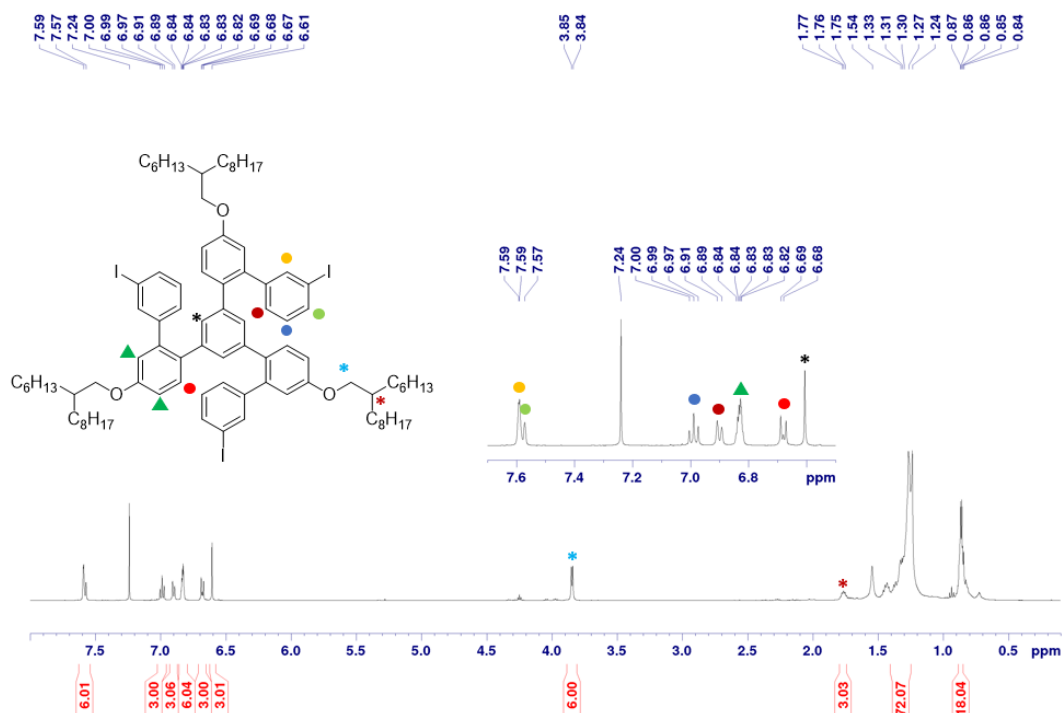 7.59 7.57 7.24 7.00 6.99 6.97 6.91 6.89 6.84 6.84 6.83 6.83 6.82 6.69 6.68 6.67 6.61 3.85 3.84 1.77 1.76 1.75 1.54 1.33 1.31 1.30 1.27 1.24 0.87 0.86 0.86 0.85 0.84
C6H13 C8H17
O
7.59 7.59 7.57 7.24 7.00 6.99 6.97 6.91 6.89 6.84 6.84 6.83 6.83 6.82 6.69 6.68
I I
* *
*
C6H13 O O * C6H13
C8H17 C8H17
I
7.6 7.4 7.2 7.0 6.8 ppm
* *
7.5 7.0 6.5 6.0 5.5 5.0 4.5 4.0 3.5 3.0 2.5 2.0 1.5 1.0 0.5 ppm
6.01 3.00 3.06 6.04 3.00 3.01 6.00 3.03 72.07 18.04